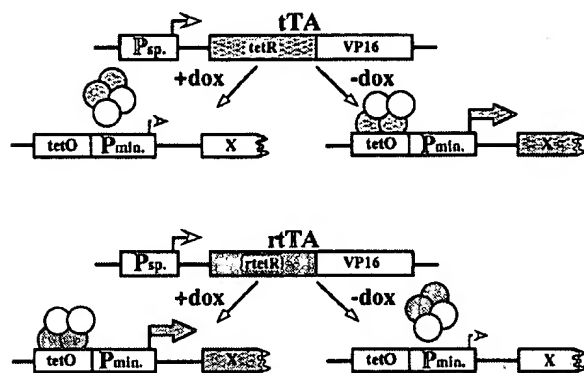 tTA
Psp. tetR VP16
+dox -dox
tetO Pmin. X tetO Pmin. X
rtTA
Psp. rtetR VP16
+dox -dox
tetO Pmin. X tetO Pmin. X